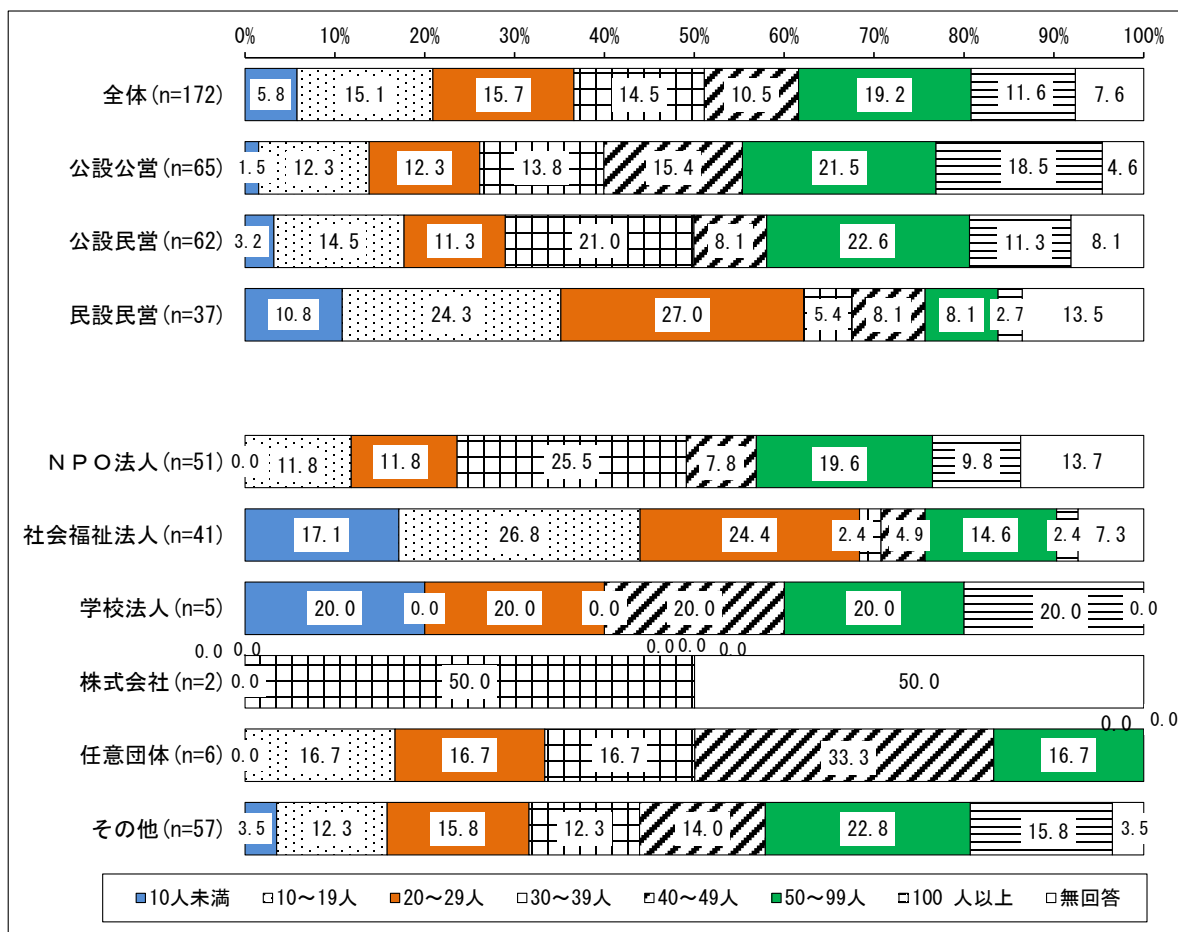 0% 10% 20% 30% 40% 50% 60% 70% 80% 90% 100%
全体(n=172) 5.8 15.1 15.7 14.5 10.5 19.2 11.6 7.6
公設公営(n=65) 1.5 12.3 12.3 13.8 15.4 21.5 18.5 4.6
公設民営(n=62) 3.2 14.5 11.3 21.0 8.1 22.6 11.3 8.1
民設民営(n=37) 10.8 24.3 27.0 5.4 8.1 8.1 2.7 13.5
NPO法人(n=51) 0.0 11.8 11.8 25.5 7.8 19.6 9.8 13.7
社会福祉法人(n=41) 17.1 26.8 24.4 2.4 4.9 14.6 2.4 7.3
学校法人(n=5) 20.0 0.0 20.0 0.0 20.0 20.0 20.0 0.0
0.0 0.0 0.0 0.0 0.0
株式会社(n=2) 0.0 50.0 50.0
0.0 0.0
任意団体(n=6) 0.0 16.7 16.7 16.7 33.3 16.7
その他(n=57) 3.5 12.3 15.8 12.3 14.0 22.8 15.8 3.5
10人未満 10~19人 20~29人 30~39人 40~49人 50~99人 100 人以上 無回答